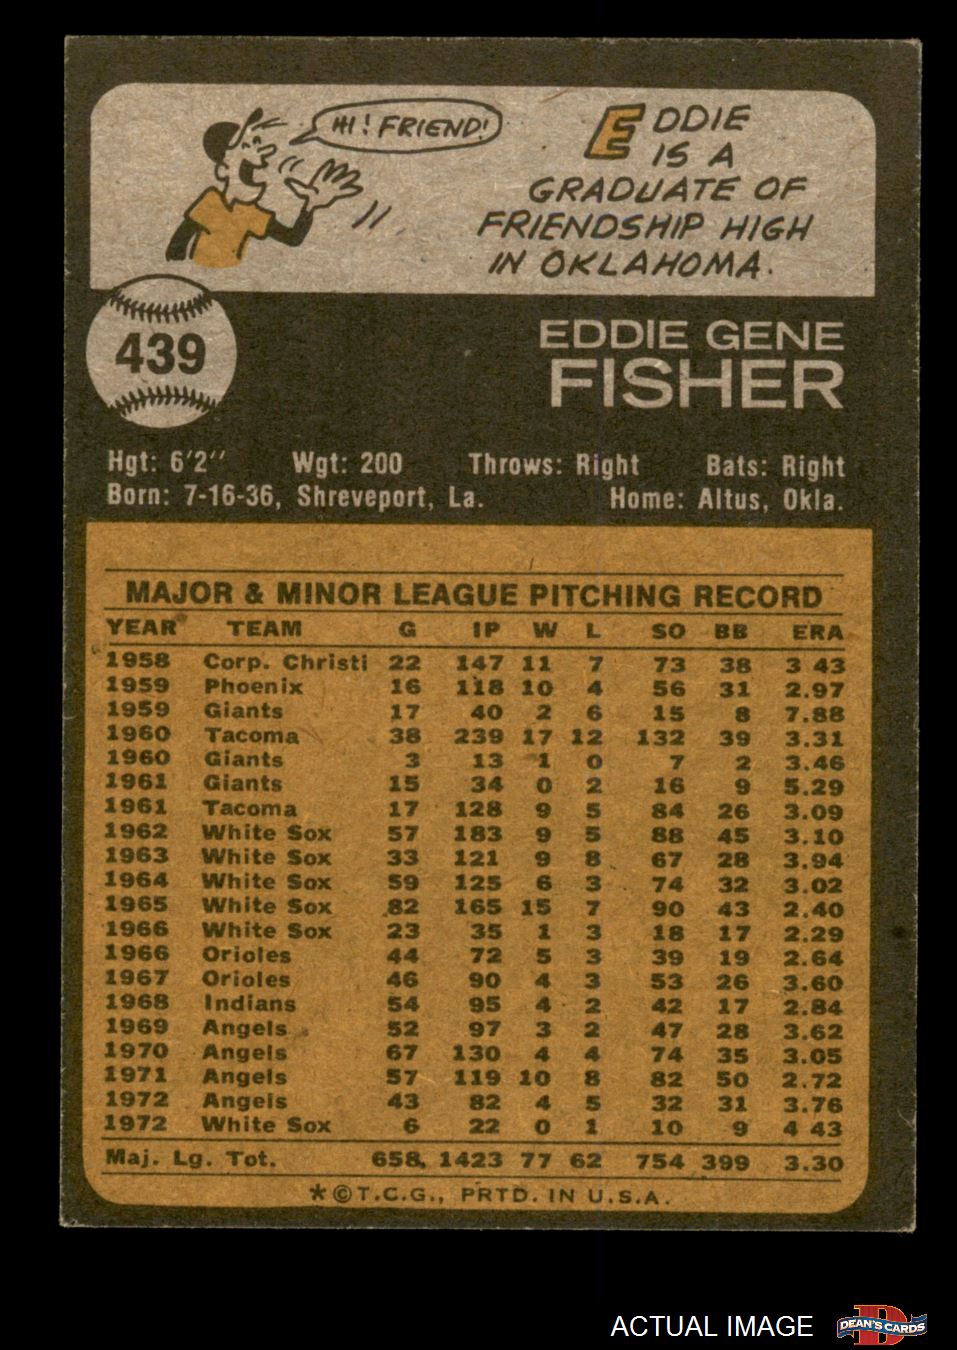 HI! FRIEND!
EDDIE
IS A
GRADUATE OF
FRIENDSHIP HIGH
IN OKLAHOMA.
439
EDDIE GENE
FISHER
Hgt: 6'2" Wgt: 200 Throws: Right Bats: Right
Born: 7-16-36, Shreveport, La. Home: Altus, Okla.
MAJOR & MINOR LEAGUE PITCHING RECORD
YEAR TEAM G IP W L SO BB ERA
1958 Corp. Christi 22 147 11 7 73 38 3 43
1959 Phoenix 16 118 10 4 56 31 2.97
1959 Giants 17 40 2 6 15 8 7.88
1960 Tacoma 38 239 17 12 132 39 3.31
1960 Giants 3 13 1 0 7 2 3.46
1961 Giants 15 34 0 2 16 9 5.29
1961 Tacoma 17 128 9 5 84 26 3.09
1962 White Sox 57 183 9 5 88 45 3.10
1963 White Sox 33 121 9 8 67 28 3.94
1964 White Sox 59 125 6 3 74 32 3.02
1965 White Sox 82 165 15 7 90 43 2.40
1966 White Sox 23 35 1 3 18 17 2.29
1966 Orioles 44 72 5 3 39 19 2.64
1967 Orioles 46 90 4 3 53 26 3.60
1968 Indians 54 95 4 2 42 17 2.84
1969 Angels 52 97 3 2 47 28 3.62
1970 Angels 67 130 4 4 74 35 3.05
1971 Angels 57 119 10 8 82 50 2.72
1972 Angels 43 82 4 5 32 31 3.76
1972 White Sox 6 22 0 1 10 9 4 43
Maj. Lg. Tot. 658, 1423 77 62 754 399 3.30
*©T.C.G., PRTD. IN U.S.A.
ACTUAL IMAGE
DEAN'S CARDS